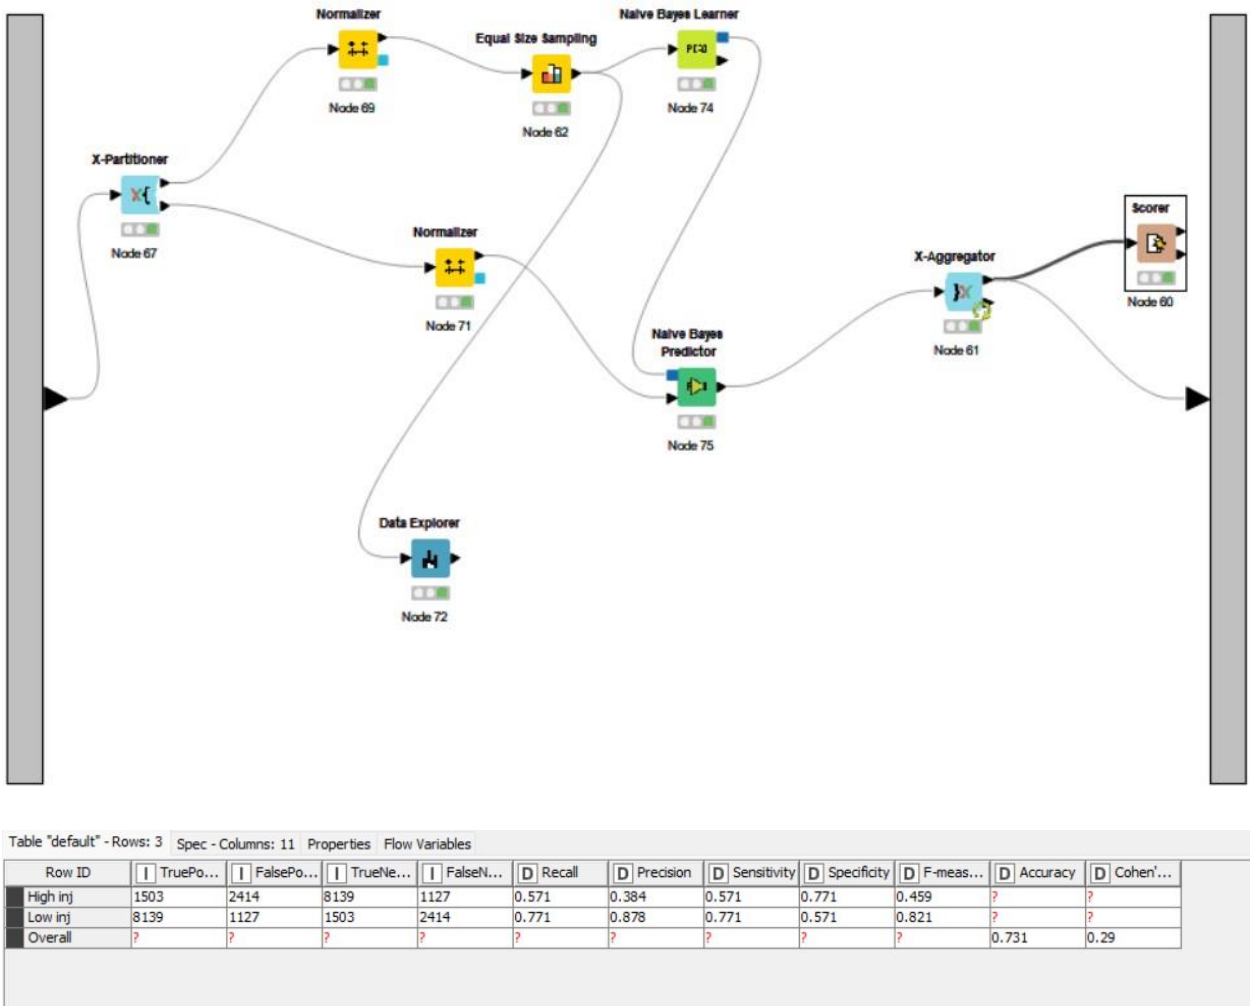 Normalizer
Node 69
Equal Size Sampling
Node 62
Naive Bayes Learner
Node 74
X-Partitioner
Node 67
Normalizer
Node 71
Naive Bayes
Predictor
Node 75
X-Aggregator
Node 61
Scorer
Node 60
Data Explorer
Node 72
Table "default" - Rows: 3 Spec - Columns: 11 Properties Flow Variables
Row ID I TruePo... I FalsePo... I TrueNe... I FalseN... D Recall D Precision D Sensitivity D Specificity D F-meas... D Accuracy D Cohen'...
High inj 1503 2414 8139 1127 0.571 0.384 0.571 0.771 0.459 ? ?
Low inj 8139 1127 1503 2414 0.771 0.878 0.771 0.571 0.821 ? ?
Overall ? ? ? ? ? ? ? ? ? 0.731 0.29